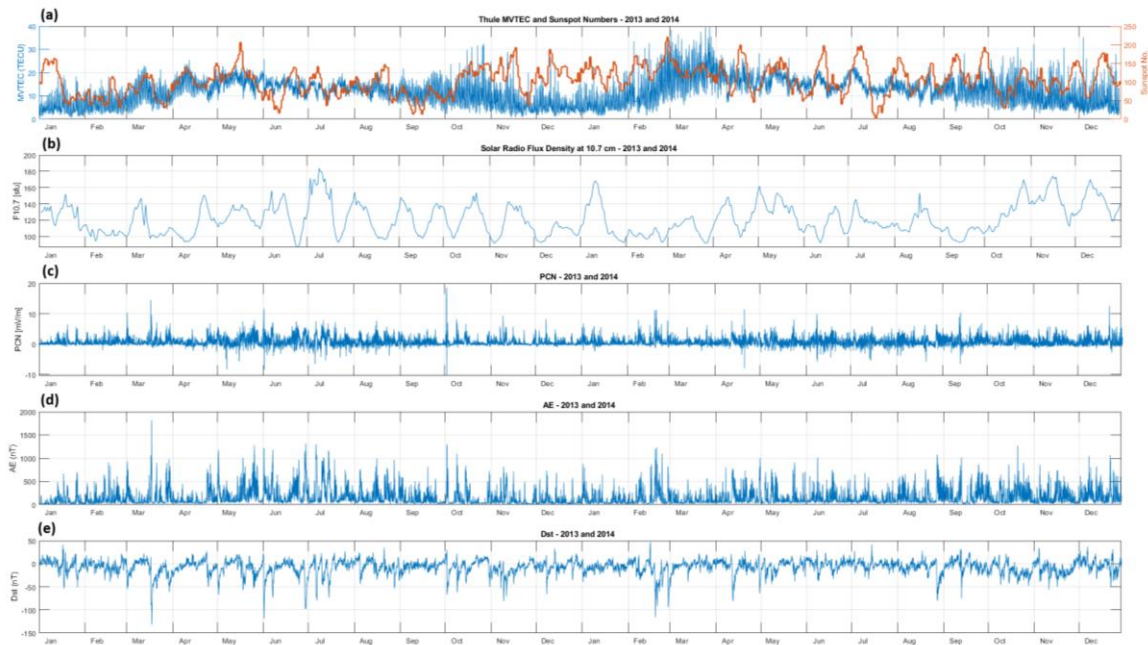 (a)
Thule MVTEC and Sunspot Numbers - 2013 and 2014
MVTEC (TECU)
40
30
20
10
0
250
200
150
100
50
0
Sunspot No.
Jan Feb Mar Apr May Jun Jul Aug Sep Oct Nov Dec Jan Feb Mar Apr May Jun Jul Aug Sep Oct Nov Dec
(b)
Solar Radio Flux Density at 10.7 cm - 2013 and 2014
F10.7 [sfu]
200
180
160
140
120
100
Jan Feb Mar Apr May Jun Jul Aug Sep Oct Nov Dec Jan Feb Mar Apr May Jun Jul Aug Sep Oct Nov Dec
(c)
PCN - 2013 and 2014
PCN [mV/m]
20
10
0
-10
Jan Feb Mar Apr May Jun Jul Aug Sep Oct Nov Dec Jan Feb Mar Apr May Jun Jul Aug Sep Oct Nov Dec
(d)
AE - 2013 and 2014
AE (nT)
2000
1500
1000
500
0
Jan Feb Mar Apr May Jun Jul Aug Sep Oct Nov Dec Jan Feb Mar Apr May Jun Jul Aug Sep Oct Nov Dec
(e)
Dst - 2013 and 2014
Dst (nT)
50
0
-50
-100
-150
Jan Feb Mar Apr May Jun Jul Aug Sep Oct Nov Dec Jan Feb Mar Apr May Jun Jul Aug Sep Oct Nov Dec